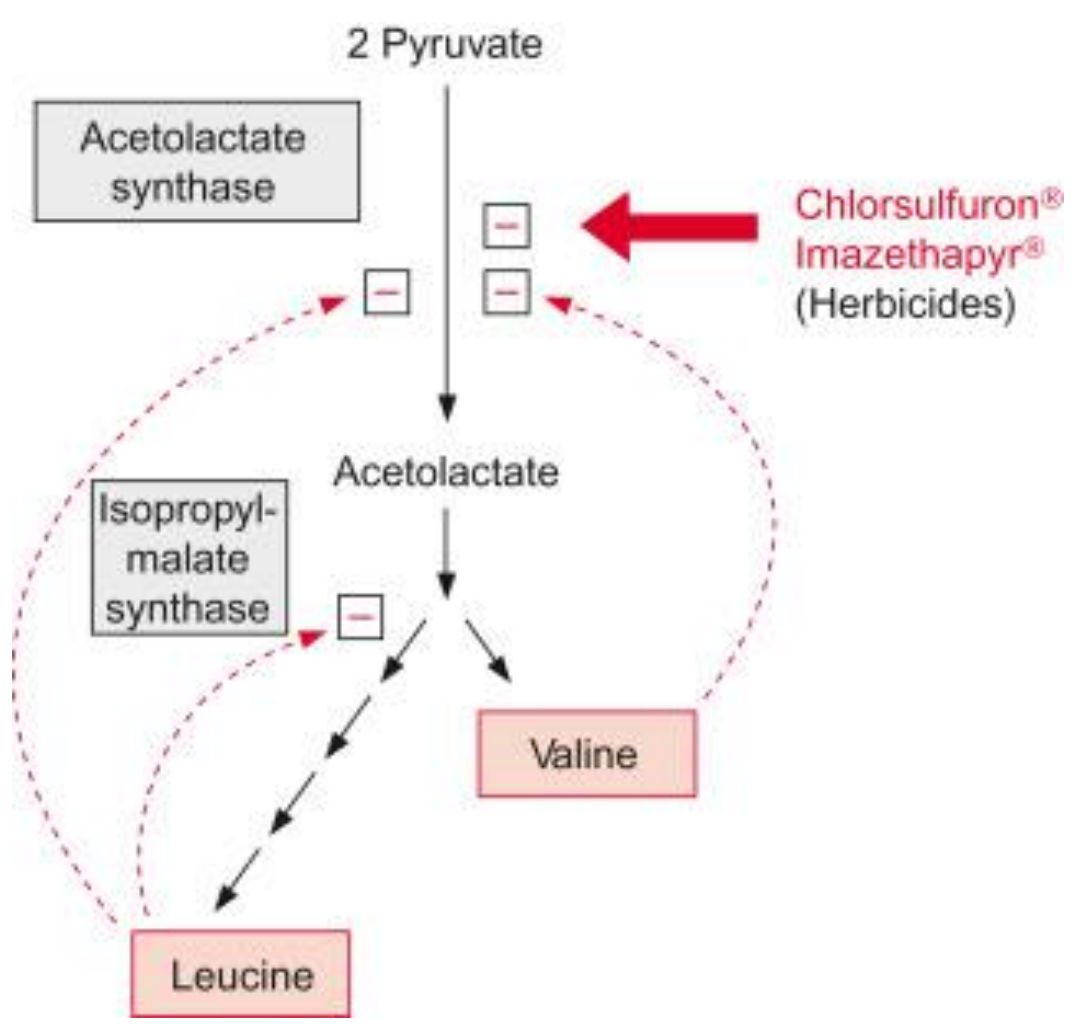 2 Pyruvate
Acetolactate
synthase
Chlorsulfuron®
Imazethapyr®
(Herbicides)
–
–
–
Acetolactate
Isopropyl-
malate
synthase
–
Valine
Leucine